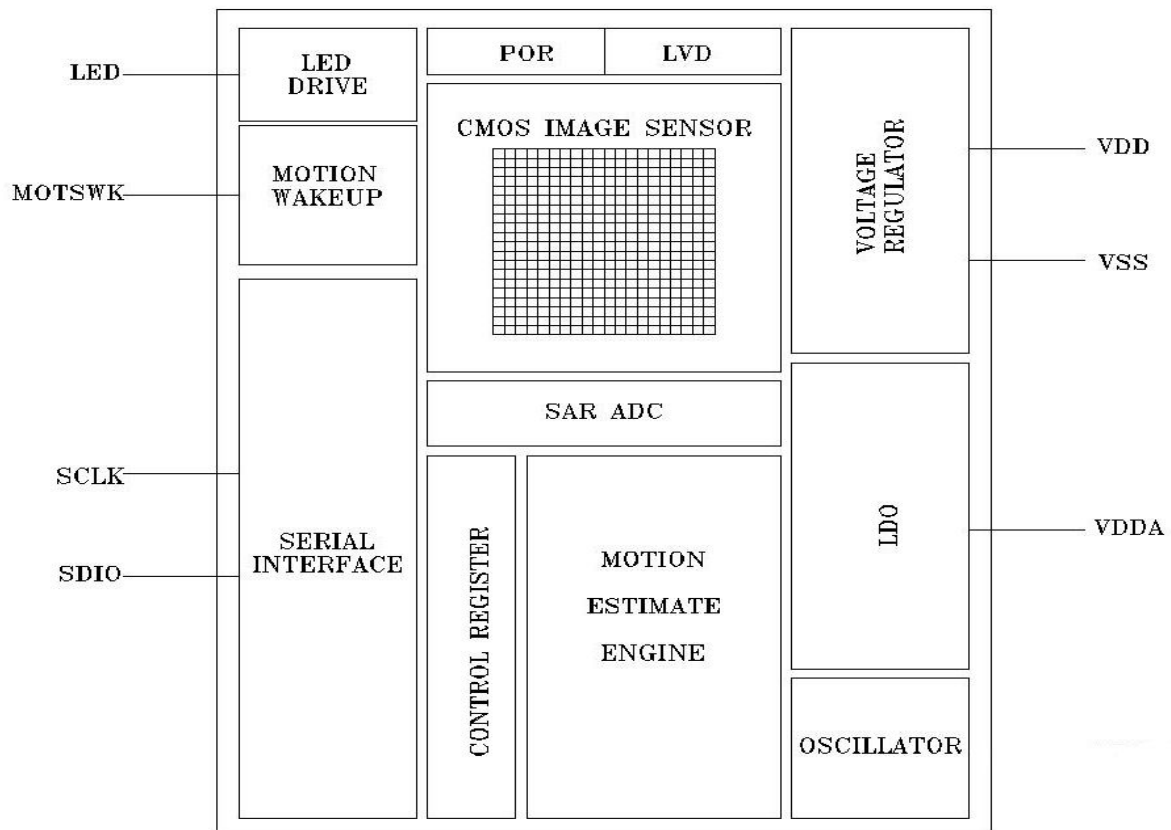 LED
MOTSWK
SCLK
SDIO
LED
DRIVE
MOTION
WAKEUP
SERIAL
INTERFACE
POR
LVD
CMOS IMAGE SENSOR
SAR ADC
CONTROL REGISTER
MOTION
ESTIMATE
ENGINE
VOLTAGE
REGULATOR
LDO
OSCILLATOR
VDD
VSS
VDDA